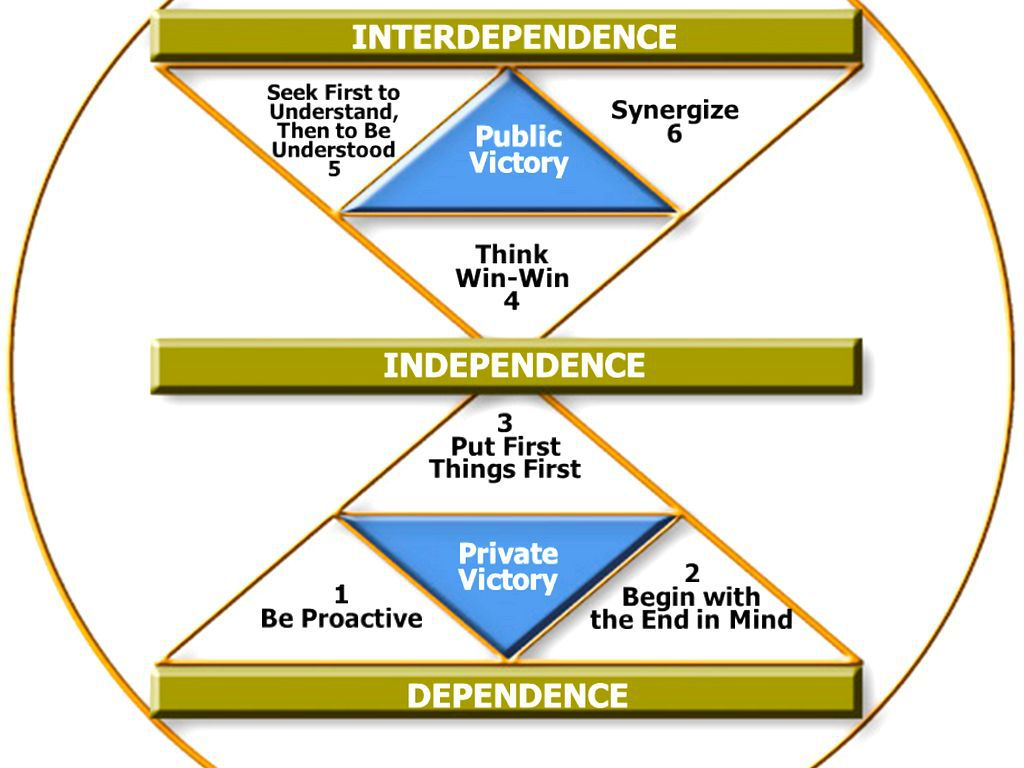 INTERDEPENDENCE
Seek First to
Understand,
Then to Be
Understood
5
Public
Victory
Synergize
6
Think
Win-Win
4
INDEPENDENCE
3
Put First
Things First
Private
Victory
1
Be Proactive
2
Begin with
the End in Mind
DEPENDENCE